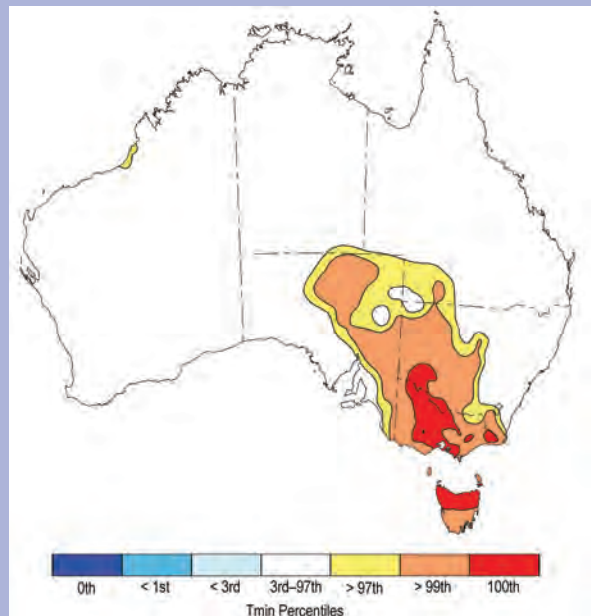 0th < 1st < 3rd 3rd–97th > 97th > 99th 100th
Tmin Percentiles